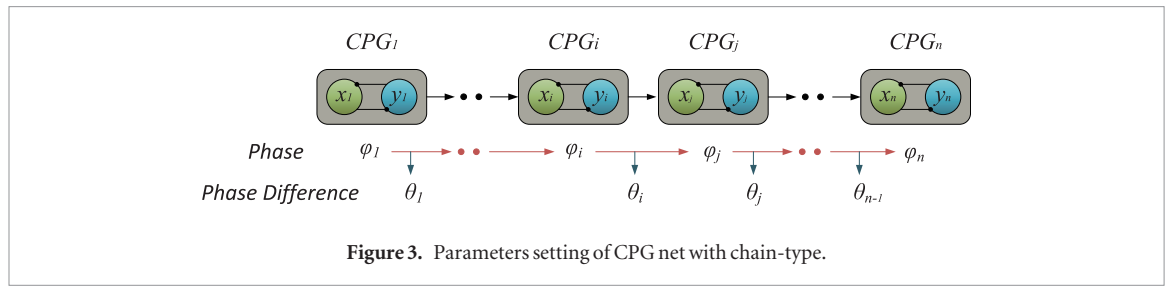 CPG1 CPGi CPGj CPGn
x1 y1 xi yi xj yj xn yn
Phase φ1 φi φj φn
Phase Difference θ1 θi θj θn-1
Figure 3. Parameters setting of CPG net with chain-type.